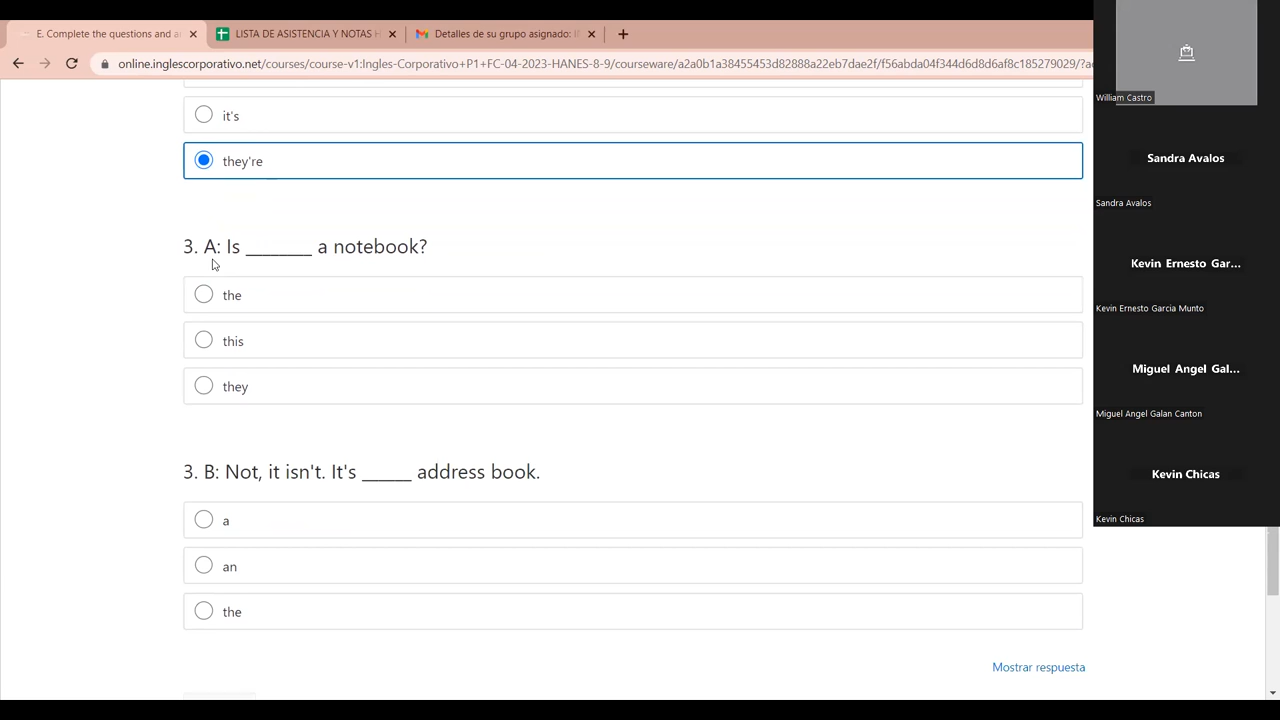 E. Complete the questions and a
LISTA DE ASISTENCIA Y NOTAS H
Detalles de su grupo asignado: I
online.inglescorporativo.net/courses/course-v1:Ingles-Corporativo+P1+FC-04-2023-HANES-8-9/courseware/a2a0b1a38455453d82888a22eb7dae2f/f56abda04f344d6d8d6af8c185279029/?a
it's
they're
3. A: Is ________ a notebook?
the
this
they
3. B: Not, it isn't. It's ______ address book.
a
an
the
Mostrar respuesta
William Castro
Sandra Avalos
Sandra Avalos
Kevin Ernesto Gar...
Kevin Ernesto Garcia Munto
Miguel Angel Gal...
Miguel Angel Galan Canton
Kevin Chicas
Kevin Chicas